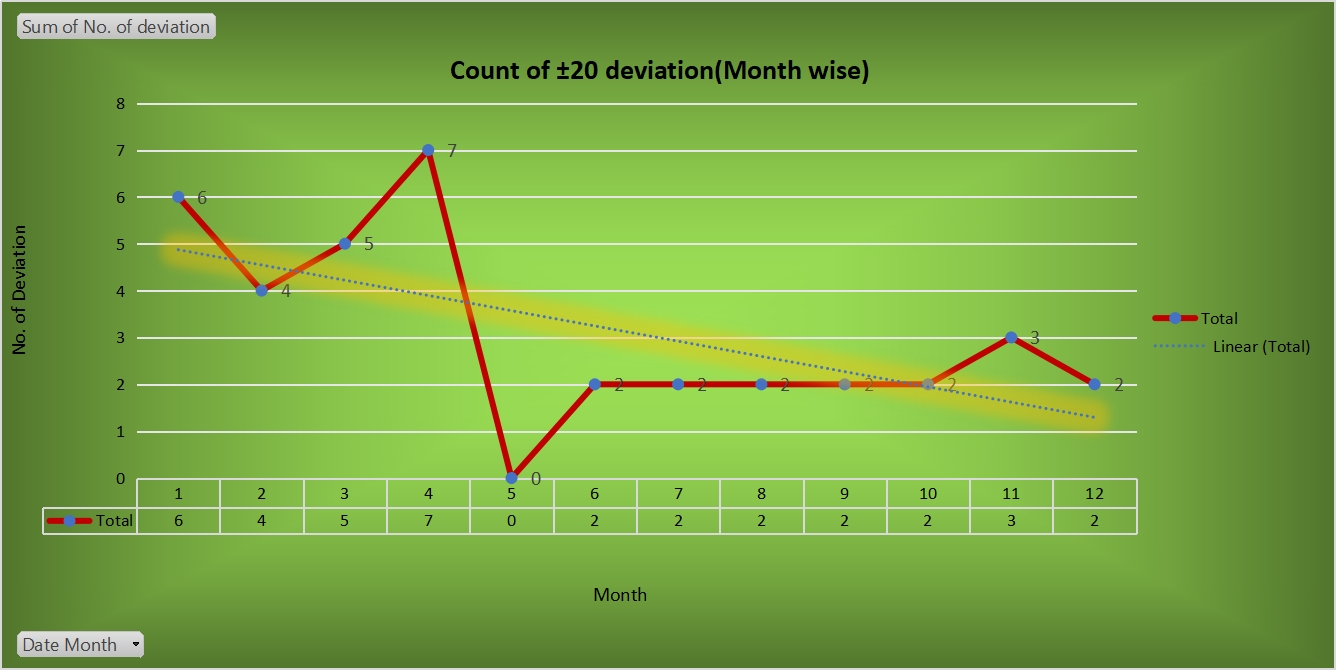 Sum of No. of deviation
Count of ±20 deviation(Month wise)
No. of Deviation
8
7
6
5
4
3
2
1
0
6
4
5
7
0
2
2
2
2
2
3
2
1 2 3 4 5 6 7 8 9 10 11 12
Total 6 4 5 7 0 2 2 2 2 2 3 2
Month
Total
Linear (Total)
Date Month